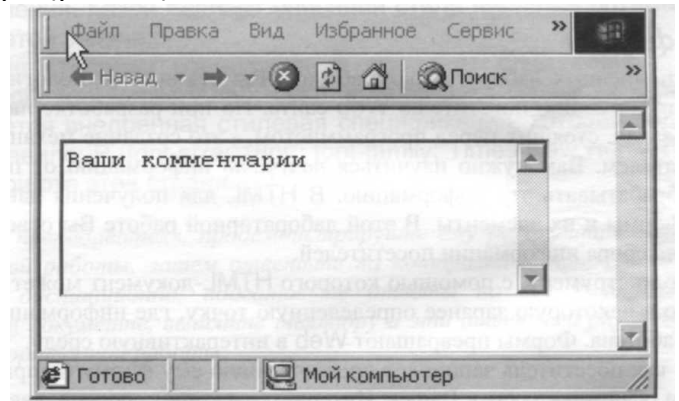 Файл Правка Вид Избранное Сервис »
Назад Поиск »
Ваши комментарии
Готово Мой компьютер